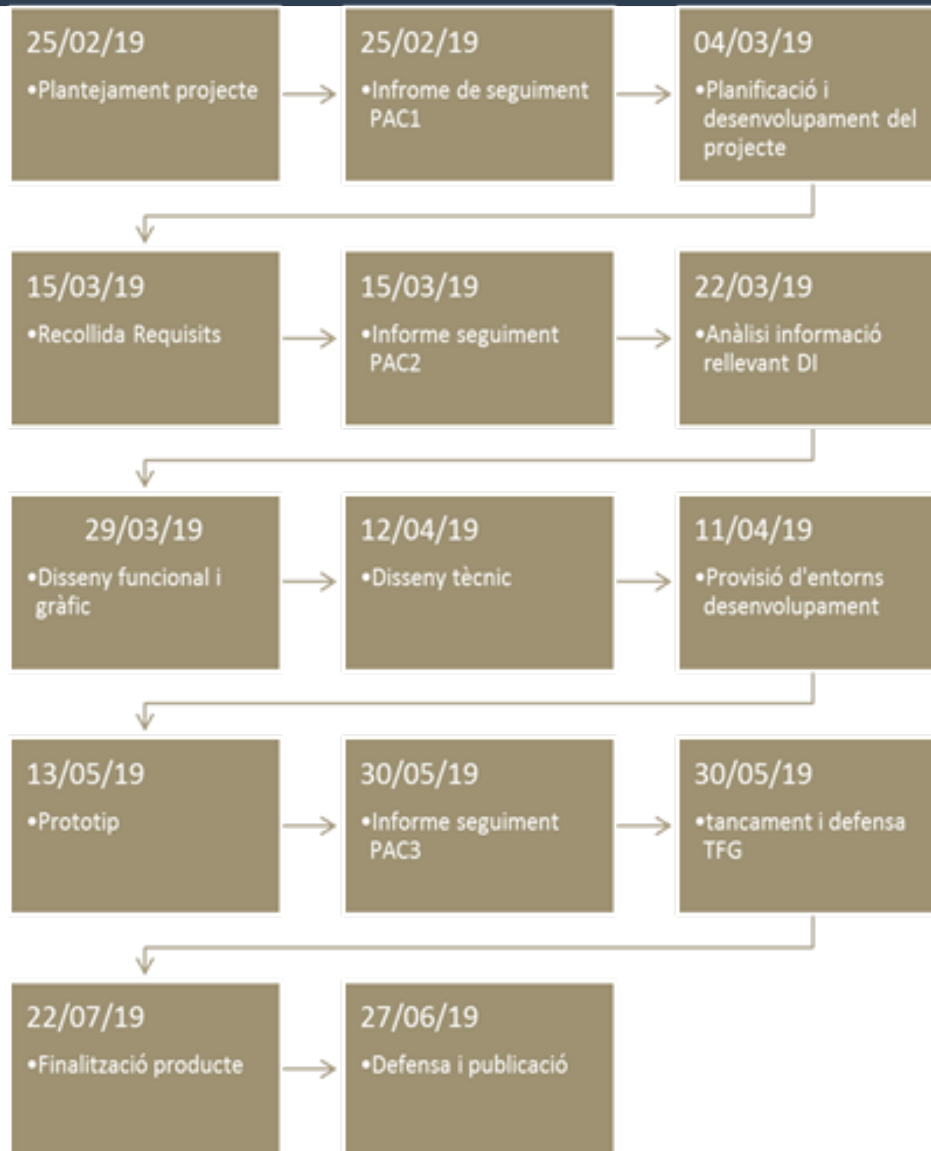 25/02/19
•Plantejament projecte
25/02/19
•Infrome de seguiment
PAC1
04/03/19
•Planificació i
desenvolupament del
projecte
15/03/19
•Recollida Requisits
15/03/19
•Informe seguiment
PAC2
22/03/19
•Anàlisi informació
rellevant DI
29/03/19
•Disseny funcional i
gràfic
12/04/19
•Disseny tècnic
11/04/19
•Provisió d'entorns
desenvolupament
13/05/19
•Prototip
30/05/19
•Informe seguiment
PAC3
30/05/19
•tancament i defensa
TFG
22/07/19
•Finalització producte
27/06/19
•Defensa i publicació